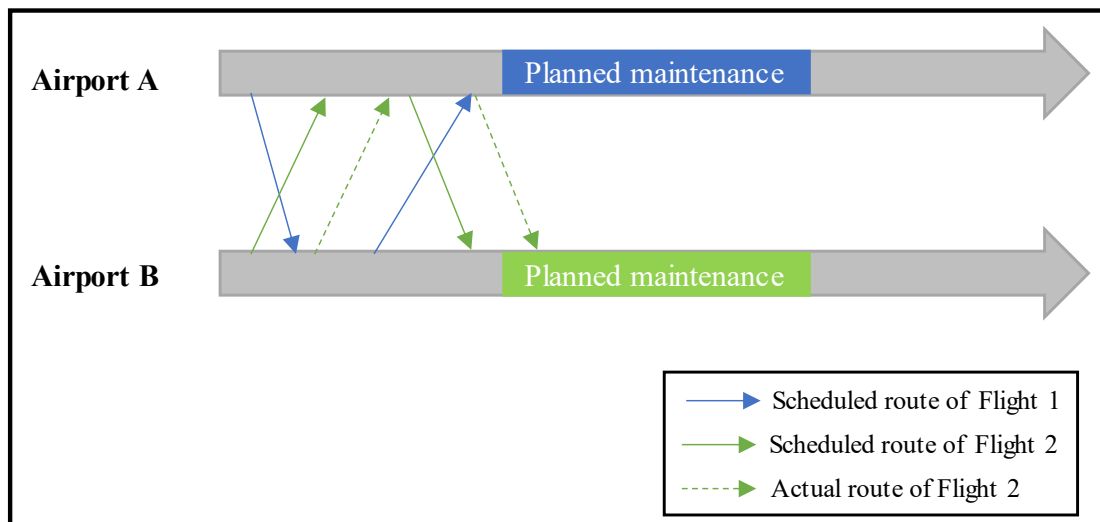 Airport A
Planned maintenance
Airport B
Planned maintenance
Scheduled route of Flight 1
Scheduled route of Flight 2
Actual route of Flight 2